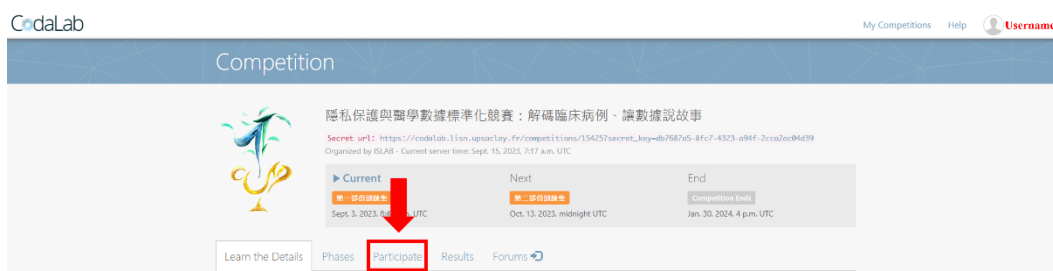 CodaLab
My Competitions Help Username
Competition
隱私保護與醫學數據標準化競賽：解碼臨床病例、讓數據說故事
Secret url: https://codalab.lisn.upsaclay.fr/competitions/15425?secret_key=db7687a5-8fc7-4323-a94f-2cca2ac04d39
Organized by ISLAB - Current server time: Sept. 15, 2023, 7:17 a.m. UTC
Current Next End
第一部份訓練集 第二部份訓練集 Competition Ends
Sept. 3, 2023, UTC Oct. 13, 2023, midnight UTC Jan. 30, 2024, 4 p.m. UTC
Learn the Details Phases Participate Results Forums